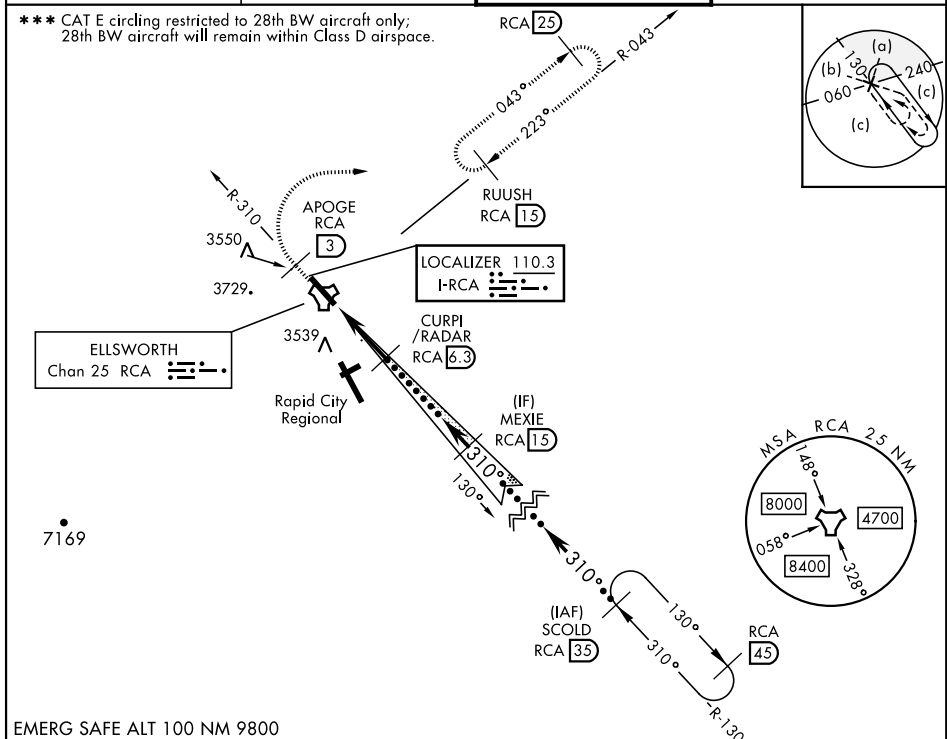 *** CAT E circling restricted to 28th BW aircraft only;
28th BW aircraft will remain within Class D airspace.
RCA 25
R-043
043°
223°
RUUSH
RCA 15
130
(a)
(b)
240
060
(c)
(c)
R-310
APOGE
RCA
3
3550
3729.
LOCALIZER 110.3
I-RCA
3539
ELLSWORTH
Chan 25 RCA
CURPI
/RADAR
RCA 6.3
Rapid City
Regional
(IF)
MEXIE
RCA 15
310°
130°
7169
MSA RCA 25 NM
148°
8000
4700
058°
8400
328°
310°
(IAF)
SCOLD
RCA 35
130°
310°
RCA
45
R-130
EMERG SAFE ALT 100 NM 9800